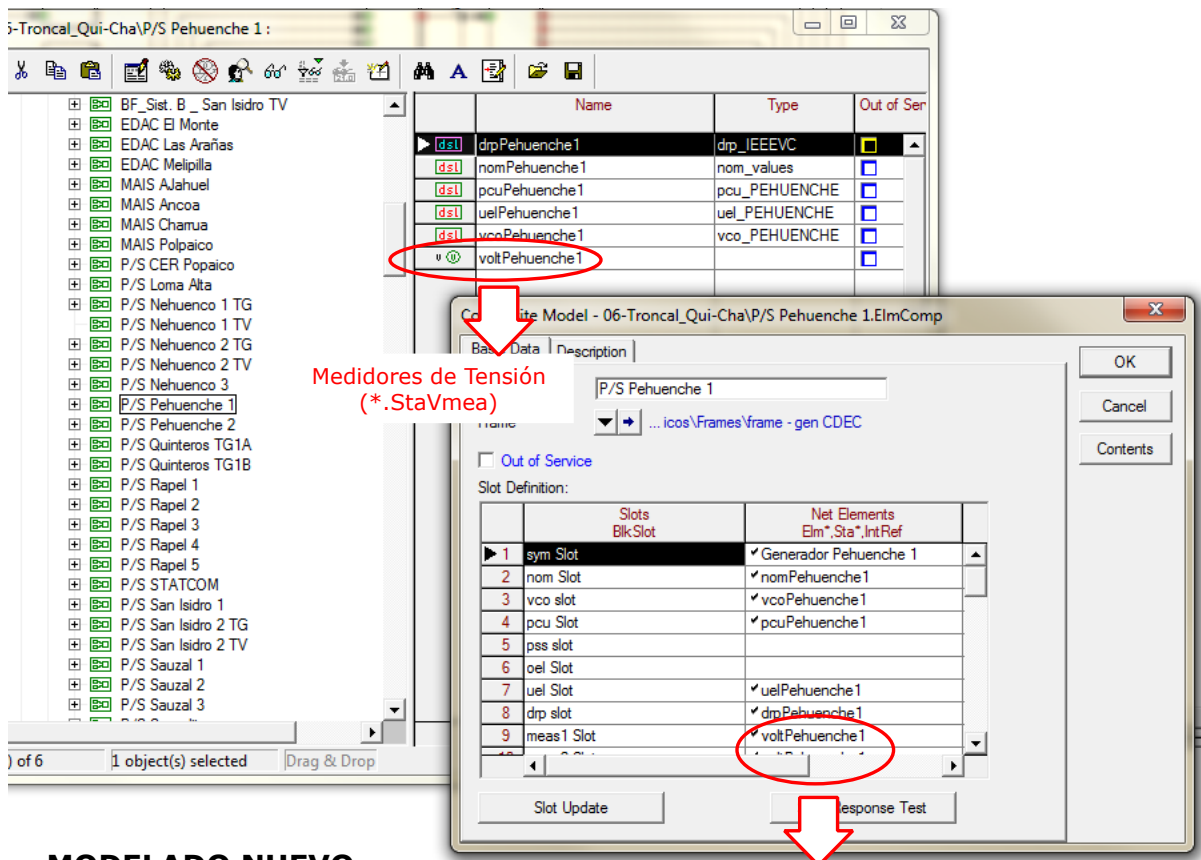 6-Troncal_Qui-Cha\P/S Pehuenche 1 :
BF_Sist. B _ San Isidro TV
EDAC El Monte
EDAC Las Arañas
EDAC Melipilla
MAIS AJahuel
MAIS Ancoa
MAIS Charrua
MAIS Polpaico
P/S CER Popaico
P/S Loma Alta
P/S Nehuenco 1 TG
P/S Nehuenco 1 TV
P/S Nehuenco 2 TG
P/S Nehuenco 2 TV
P/S Nehuenco 3
P/S Pehuenche 1
P/S Pehuenche 2
P/S Quinteros TG1A
P/S Quinteros TG1B
P/S Rapel 1
P/S Rapel 2
P/S Rapel 3
P/S Rapel 4
P/S Rapel 5
P/S STATCOM
P/S San Isidro 1
P/S San Isidro 2 TG
P/S San Isidro 2 TV
P/S Sauzal 1
P/S Sauzal 2
P/S Sauzal 3
) of 6 1 object(s) selected Drag & Drop
Name Type Out of Ser
dsl drpPehuenche1 drp_IEEEVC
dsl nomPehuenche1 nom_values
dsl pcuPehuenche1 pcu_PEHUENCHE
dsl uelPehuenche1 uel_PEHUENCHE
dsl vcoPehuenche1 vco_PEHUENCHE
voltPehuenche1
Medidores de Tensión
(*.StaVmea)
Co ite Model - 06-Troncal_Qui-Cha\P/S Pehuenche 1.ElmComp
Basic Data Description
P/S Pehuenche 1
Frame ... icos\Frames\frame - gen CDEC
Out of Service
Slot Definition:
Slots Net Elements
BlkSlot Elm*,Sta*,IntRef
1 sym Slot Generador Pehuenche 1
2 nom Slot nomPehuenche1
3 vco slot vcoPehuenche1
4 pcu Slot pcuPehuenche1
5 pss slot
6 oel Slot
7 uel Slot uelPehuenche1
8 drp slot drpPehuenche1
9 meas1 Slot voltPehuenche1
Slot Update esponse Test
OK
Cancel
Contents
MODELADO NUEVO